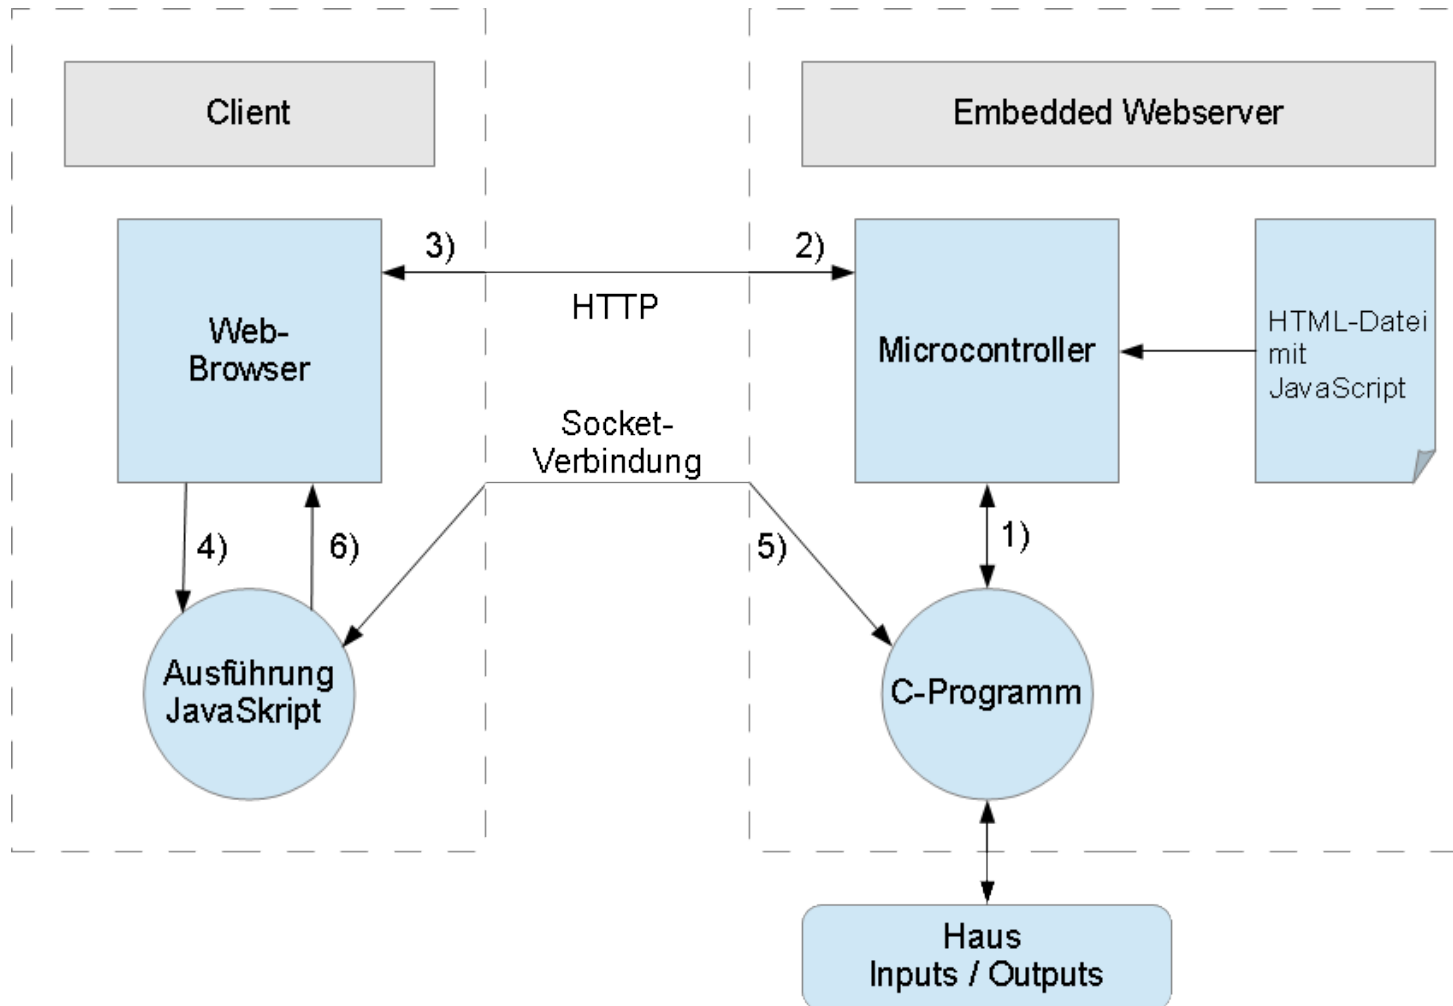 Client
Embedded Webserver
3)
2)
HTTP
Web-
Browser
Microcontroller
HTML-Datei
mit
JavaScript
Socket-
Verbindung
4)
6)
5)
1)
Ausführung
JavaSkript
C-Programm
Haus
Inputs / Outputs